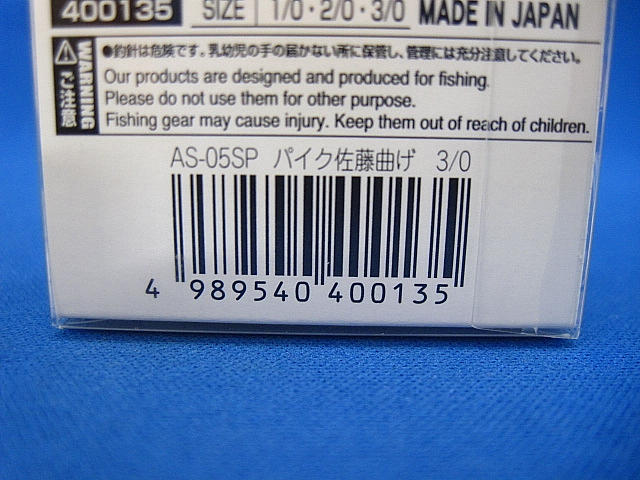 400135 SIZE 1/0・2/0・3/0 MADE IN JAPAN
⚠ご注意 WARNING
●釣針は危険です。乳幼児の手の届かない所に保管し、管理には充分注意してください。
Our products are designed and produced for fishing.
Please do not use them for other purpose.
Fishing gear may cause injury. Keep them out of reach of children.
AS-05SP パイク佐藤曲げ 3/0
4 989540 400135